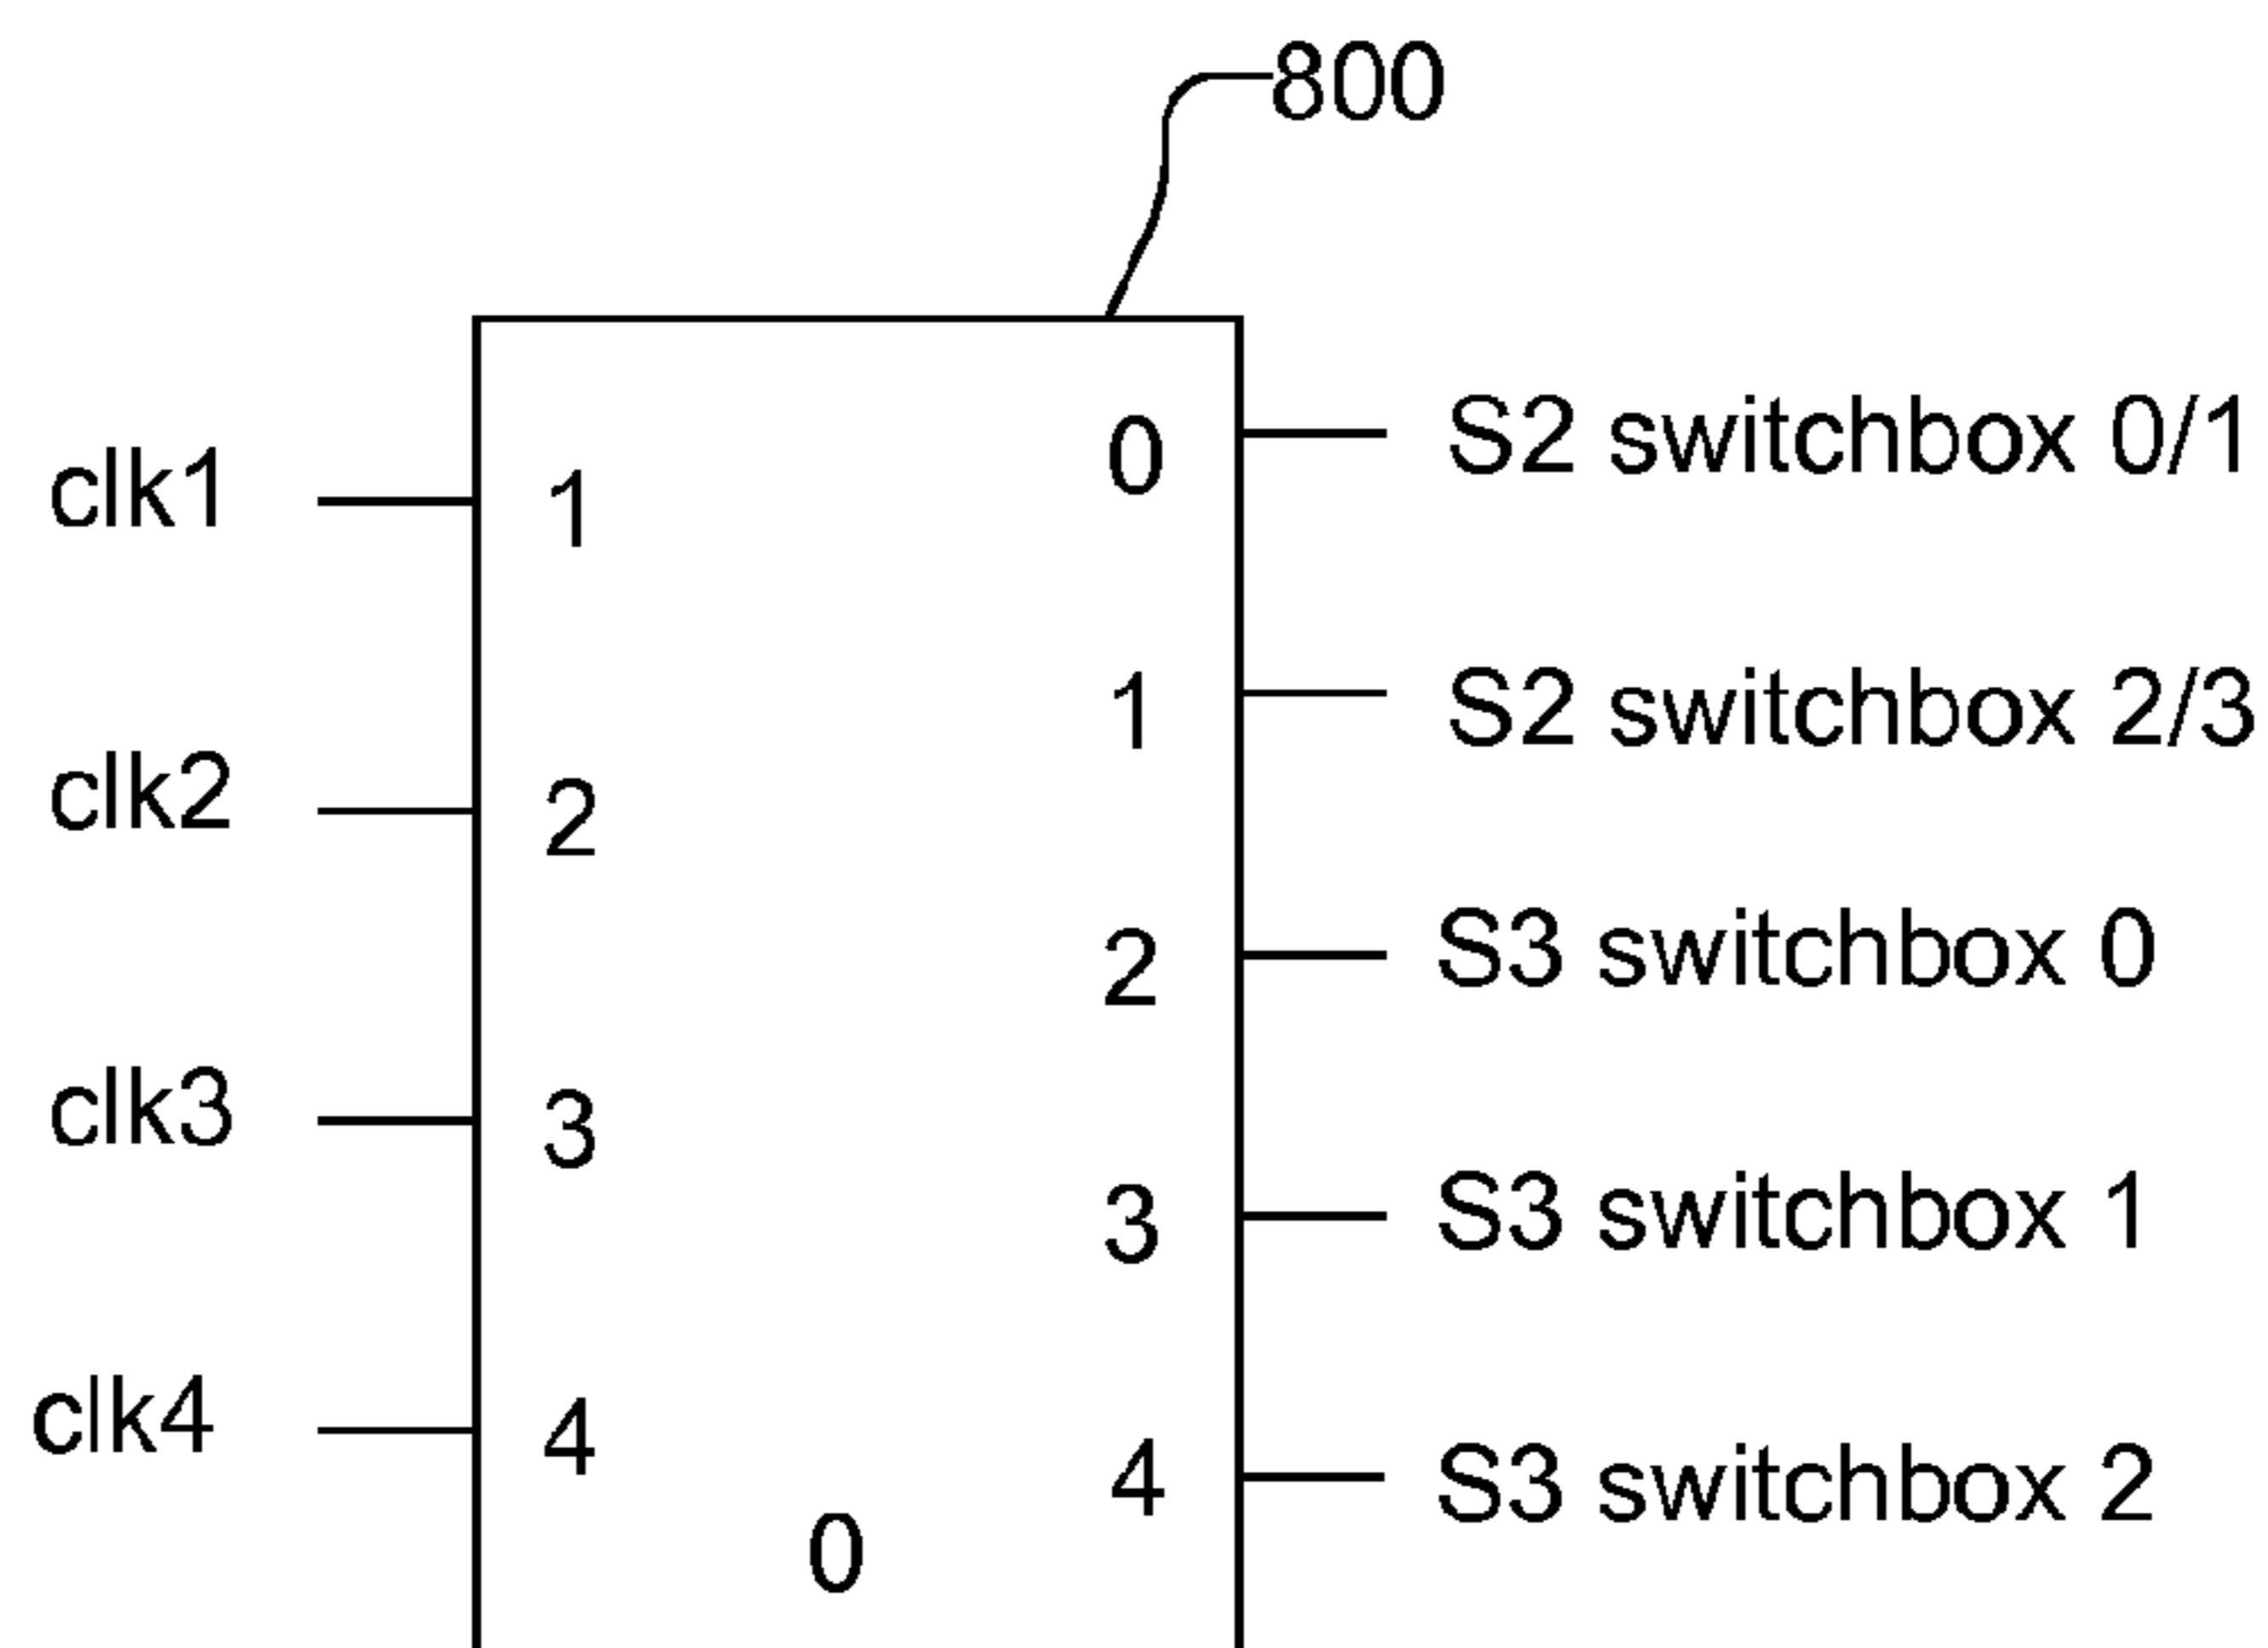 800
0 S2 switchbox 0/1
clk1 1
1 S2 switchbox 2/3
clk2 2
2 S3 switchbox 0
clk3 3
3 S3 switchbox 1
clk4 4
4 S3 switchbox 2
0